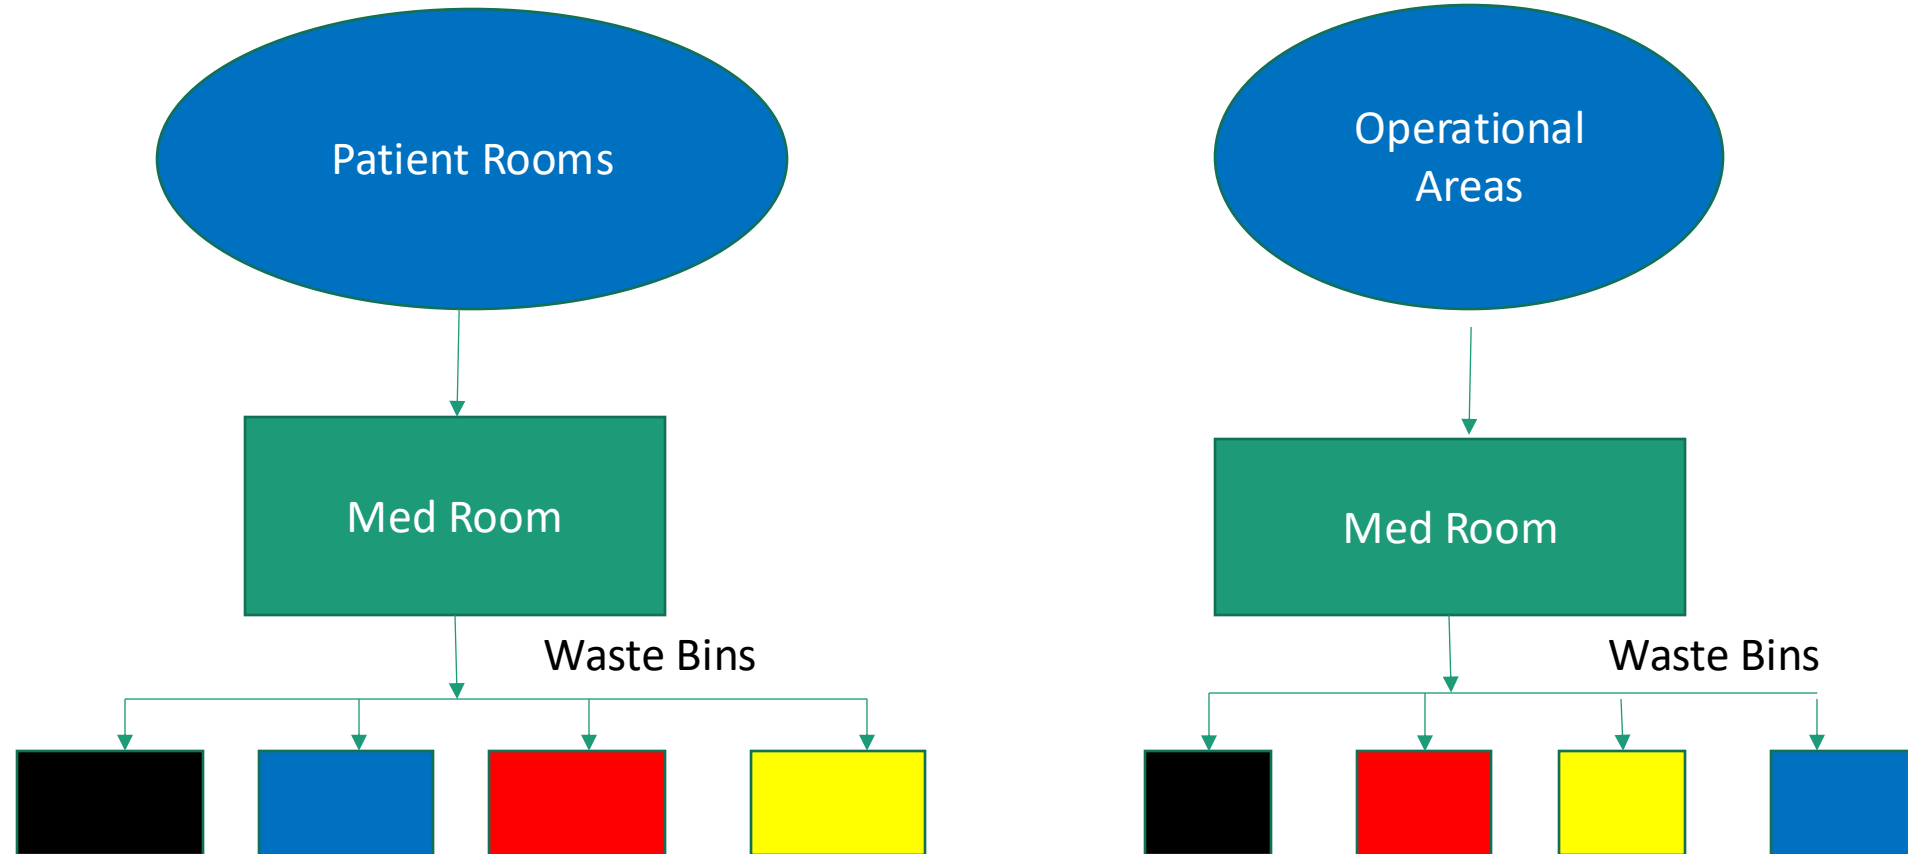 Patient Rooms
Operational
Areas
Med Room
Med Room
Waste Bins
Waste Bins